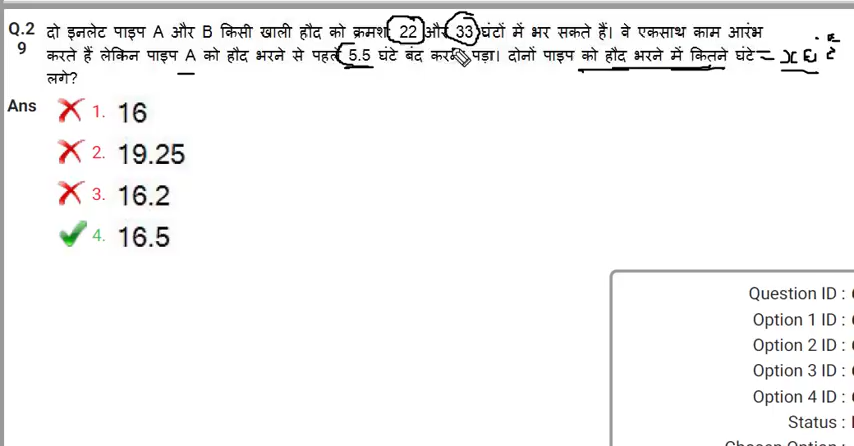 Q.2 दो इनलेट पाइप A और B किसी खाली हौद को क्रमशः 22 और 33 घंटों में भर सकते हैं। वे एकसाथ काम आरंभ
9 करते हैं लेकिन पाइप A को हौद भरने से पहले 5.5 घंटे बंद करना पड़ा। दोनों पाइप को हौद भरने में कितने घंटे = x
लगे?
Ans 1. 16
2. 19.25
3. 16.2
4. 16.5
Question ID :
Option 1 ID :
Option 2 ID :
Option 3 ID :
Option 4 ID :
Status :